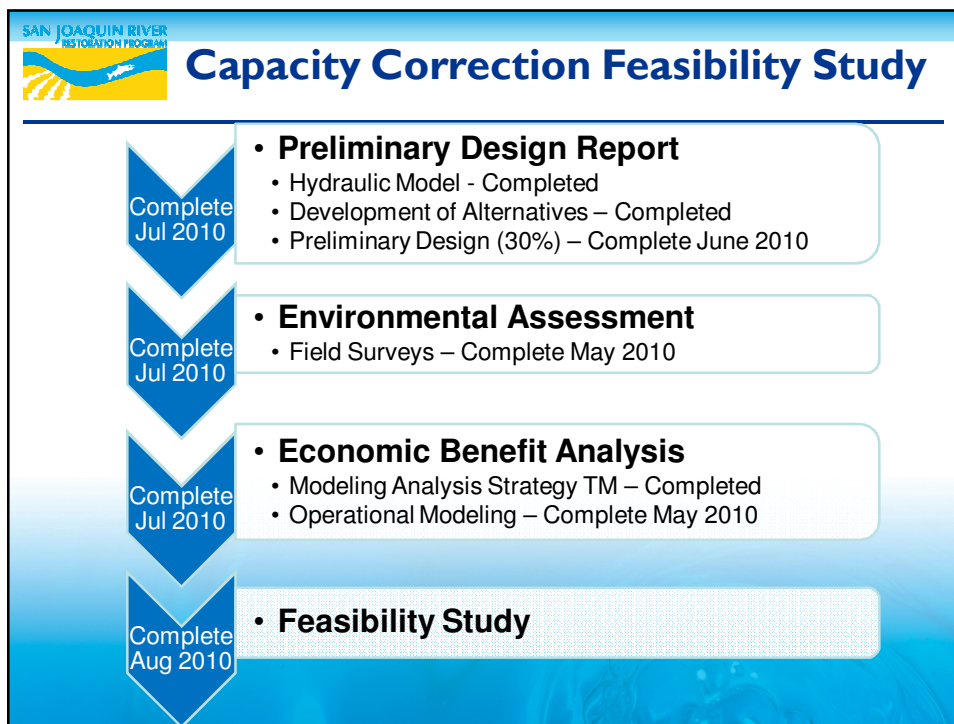 SAN JOAQUIN RIVER
RESTORATION PROGRAM
Capacity Correction Feasibility Study
Complete
Jul 2010
• Preliminary Design Report
• Hydraulic Model - Completed
• Development of Alternatives – Completed
• Preliminary Design (30%) – Complete June 2010
Complete
Jul 2010
• Environmental Assessment
• Field Surveys – Complete May 2010
Complete
Jul 2010
• Economic Benefit Analysis
• Modeling Analysis Strategy TM – Completed
• Operational Modeling – Complete May 2010
Complete
Aug 2010
• Feasibility Study